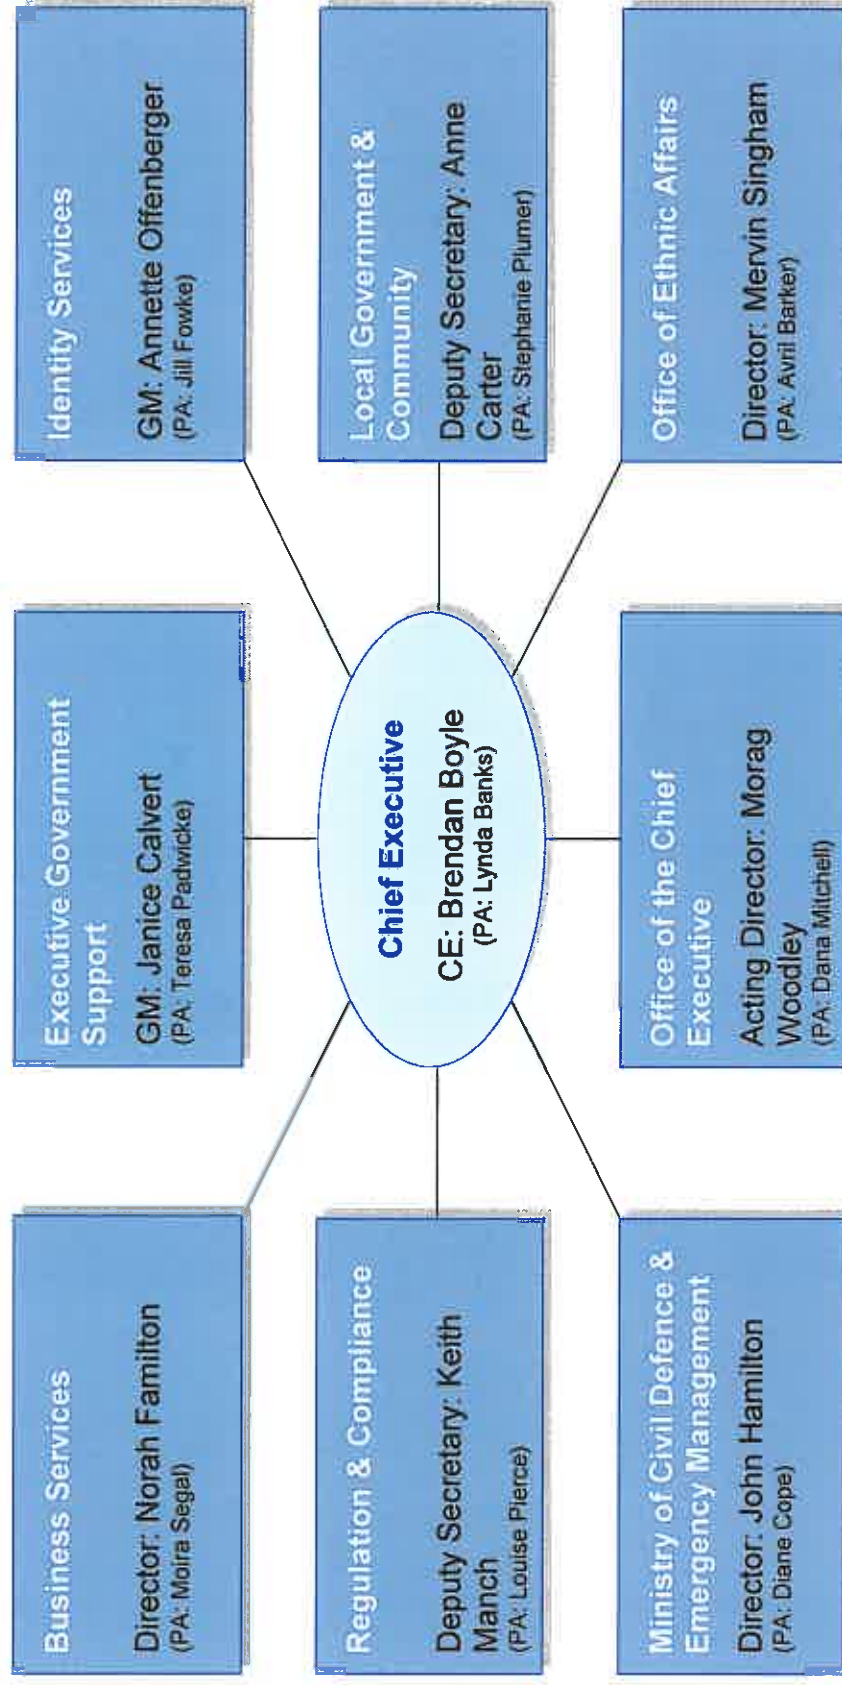 Business Services
Director: Norah Familton
(PA: Moira Segal)
Executive Government
Support
GM: Janice Calvert
(PA: Teresa Padwicke)
Identity Services
GM: Annette Offenberger
(PA: Jill Fowke)
Regulation & Compliance
Deputy Secretary: Keith
Manch
(PA: Louise Pierce)
Chief Executive
CE: Brendan Boyle
(PA: Lynda Banks)
Local Government &
Community
Deputy Secretary: Anne
Carter
(PA: Stephanie Plumer)
Ministry of Civil Defence &
Emergency Management
Director: John Hamilton
(PA: Diane Cope)
Office of the Chief
Executive
Acting Director: Morag
Woodley
(PA: Dana Mitchell)
Office of Ethnic Affairs
Director: Mervin Singham
(PA: Avril Barker)